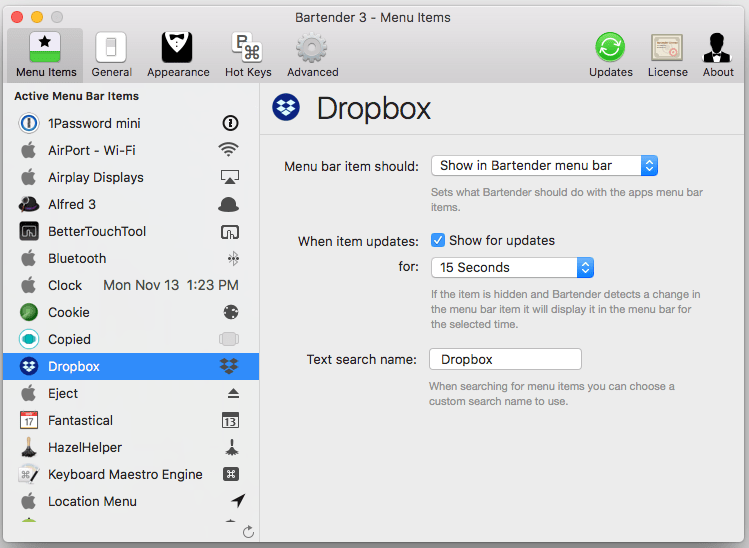 Bartender 3 - Menu Items
Menu Items
General
Appearance
Hot Keys
Advanced
Updates
License
About
Active Menu Bar Items
1Password mini
AirPort - Wi-Fi
Airplay Displays
Alfred 3
BetterTouchTool
Bluetooth
Clock Mon Nov 13 1:23 PM
Cookie
Copied
Dropbox
Eject
Fantastical 13
HazelHelper
Keyboard Maestro Engine
Location Menu
Dropbox
Menu bar item should: Show in Bartender menu bar
Sets what Bartender should do with the apps menu bar
items.
When item updates: Show for updates
for: 15 Seconds
If the item is hidden and Bartender detects a change in
the menu bar item it will display it in the menu bar for
the selected time.
Text search name: Dropbox
When searching for menu items you can choose a
custom search name to use.